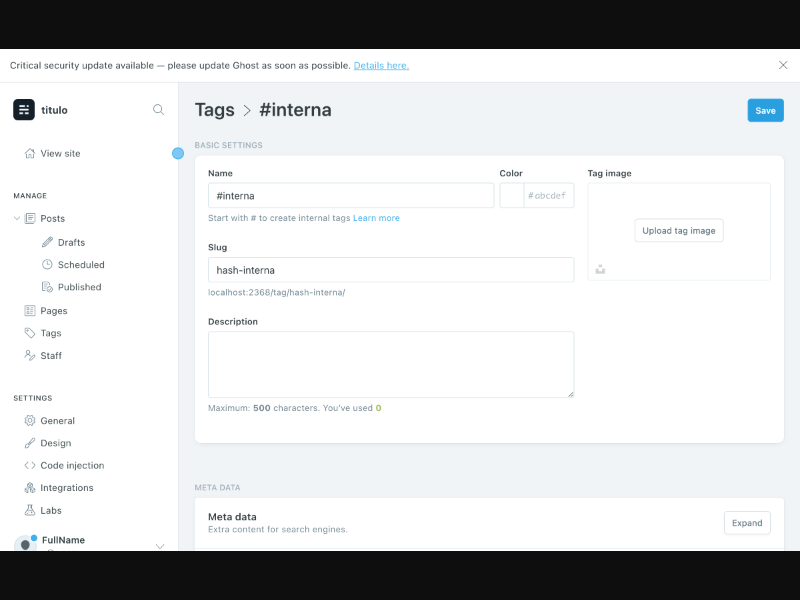 Critical security update available — please update Ghost as soon as possible. Details here.
titulo
View site
MANAGE
Posts
Drafts
Scheduled
Published
Pages
Tags
Staff
SETTINGS
General
Design
Code injection
Integrations
Labs
FullName
Tags > #interna
Save
BASIC SETTINGS
Name
#interna
Start with # to create internal tags Learn more
Color
#abcdef
Slug
hash-interna
localhost:2368/tag/hash-interna/
Description
Maximum: 500 characters. You've used 0
Tag image
Upload tag image
META DATA
Meta data
Extra content for search engines.
Expand